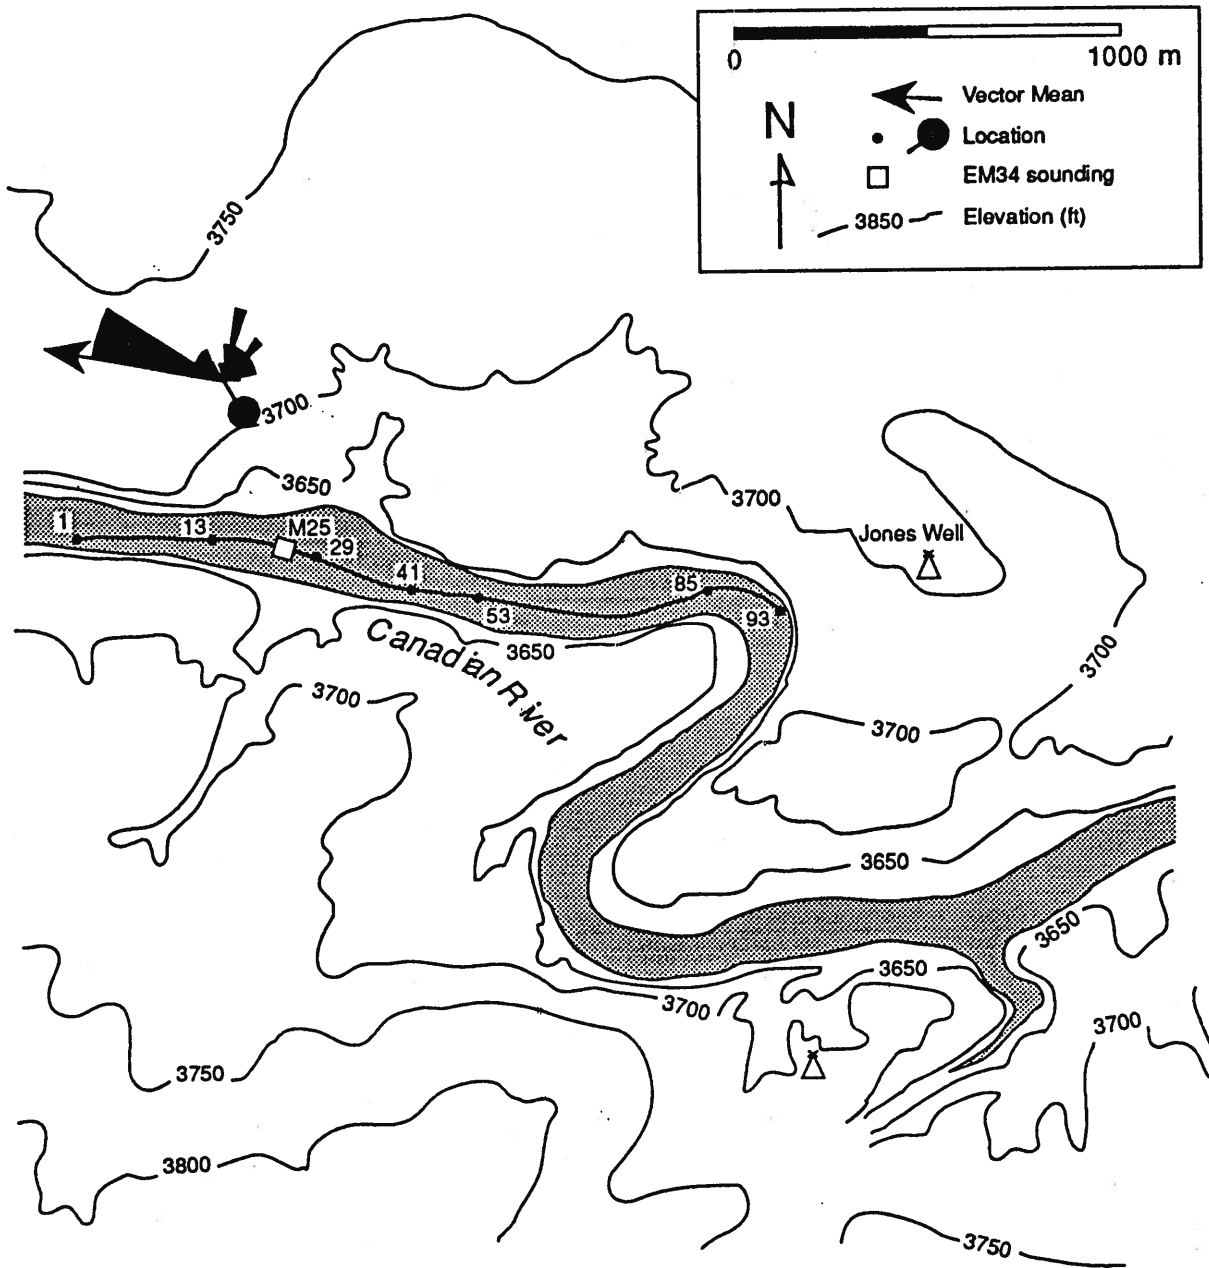 0 1000 m
Vector Mean
N
Location
EM34 sounding
3850 Elevation (ft)
3750
3700
3650
3700
Jones Well
1
13
M25
29
41
85
53
93
3650
Canadian River
3700
3700
3700
3650
3650
3650
3700
3700
3750
3800
3750